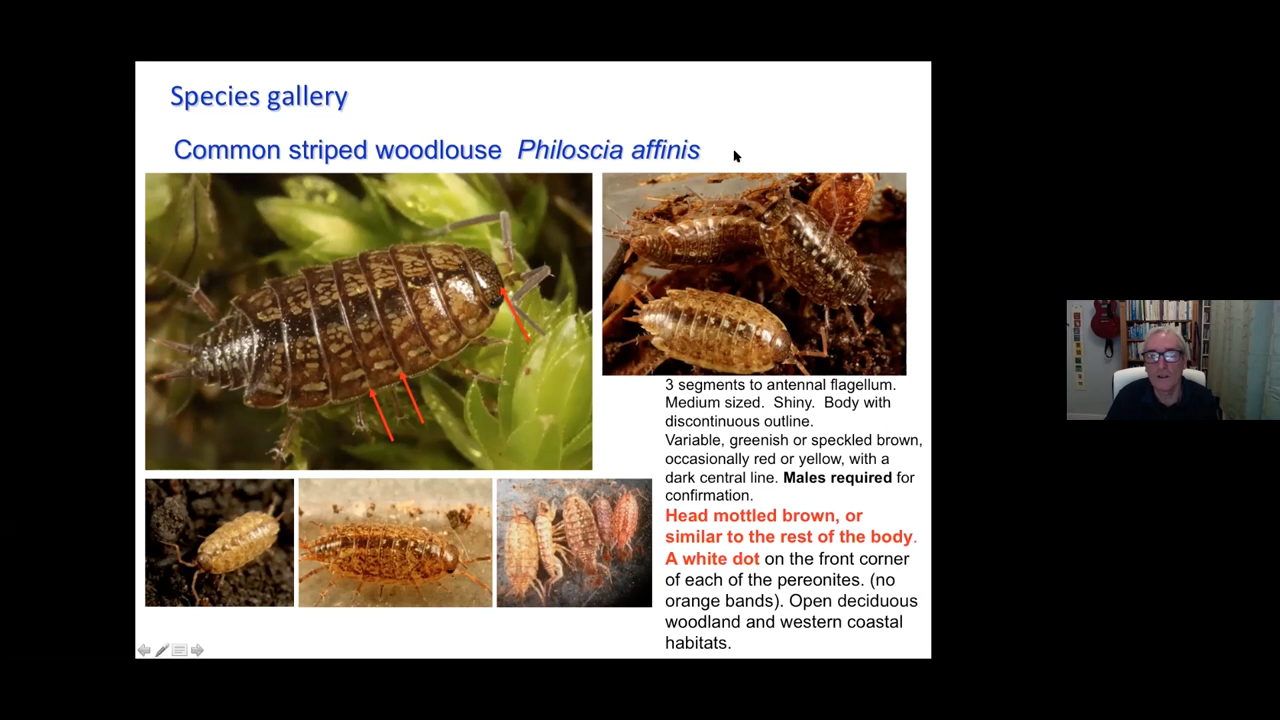 Species gallery
Common striped woodlouse Philoscia affinis
3 segments to antennal flagellum.
Medium sized. Shiny. Body with
discontinuous outline.
Variable, greenish or speckled brown,
occasionally red or yellow, with a
dark central line. Males required for
confirmation.
Head mottled brown, or
similar to the rest of the body.
A white dot on the front corner
of each of the pereonites. (no
orange bands). Open deciduous
woodland and western coastal
habitats.